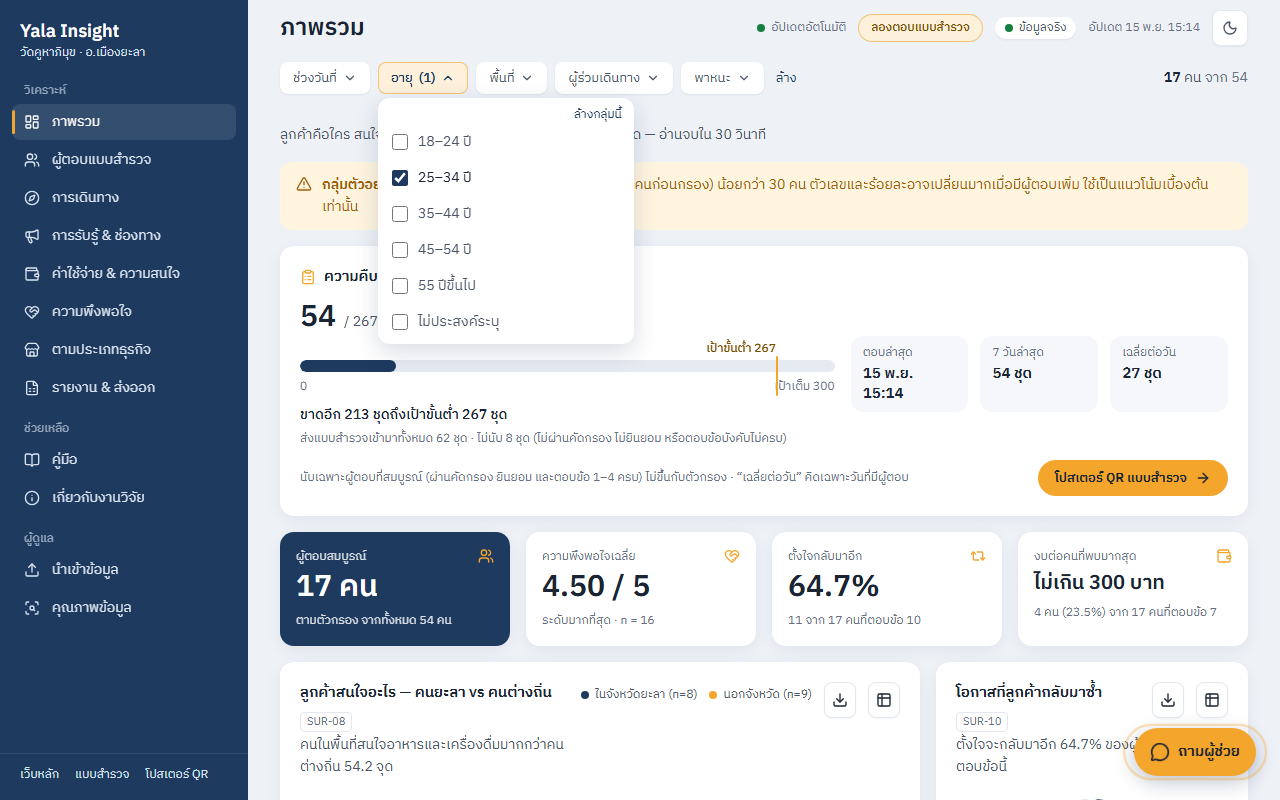 Yala Insight
วัดคูหาภิมุข · อ.เมืองยะลา
วิเคราะห์
ภาพรวม
ผู้ตอบแบบสำรวจ
การเดินทาง
การรับรู้ & ช่องทาง
ค่าใช้จ่าย & ความสนใจ
ความพึงพอใจ
ตามประเภทธุรกิจ
รายงาน & ส่งออก
ช่วยเหลือ
คู่มือ
เกี่ยวกับงานวิจัย
ผู้ดูแล
นำเข้าข้อมูล
คุณภาพข้อมูล
เว็บหลัก แบบสำรวจ โปสเตอร์ QR
ภาพรวม
อัปเดตอัตโนมัติ ลองตอบแบบสำรวจ ข้อมูลจริง อัปเดต 15 พ.ย. 15:14
ช่วงวันที่ อายุ (1) พื้นที่ ผู้ร่วมเดินทาง พาหนะ ล้าง 17 คน จาก 54
ล้างกลุ่มนี้
18–24 ปี
25–34 ปี
35–44 ปี
45–54 ปี
55 ปีขึ้นไป
ไม่ประสงค์ระบุ
ลูกค้าคือใคร สนใ ด — อ่านจบใน 30 วินาที
กลุ่มตัวอย คนก่อนกรอง) น้อยกว่า 30 คน ตัวเลขและร้อยละอาจเปลี่ยนมากเมื่อมีผู้ตอบเพิ่ม ใช้เป็นแนวโน้มเบื้องต้น
เท่านั้น
ความคืบ
54 / 267
เป้าขั้นต่ำ 267
0 เป้าเต็ม 300
ตอบล่าสุด
15 พ.ย.
15:14
7 วันล่าสุด
54 ชุด
เฉลี่ยต่อวัน
27 ชุด
ขาดอีก 213 ชุดถึงเป้าขั้นต่ำ 267 ชุด
ส่งแบบสำรวจเข้ามาทั้งหมด 62 ชุด · ไม่นับ 8 ชุด (ไม่ผ่านคัดกรอง ไม่ยินยอม หรือตอบข้อบังคับไม่ครบ)
นับเฉพาะผู้ตอบที่สมบูรณ์ (ผ่านคัดกรอง ยินยอม และตอบข้อ 1–4 ครบ) ไม่ขึ้นกับตัวกรอง · “เฉลี่ยต่อวัน” คิดเฉพาะวันที่มีผู้ตอบ
โปสเตอร์ QR แบบสำรวจ
ผู้ตอบสมบูรณ์
17 คน
ตามตัวกรอง จากทั้งหมด 54 คน
ความพึงพอใจเฉลี่ย
4.50 / 5
ระดับมากที่สุด · n = 16
ตั้งใจกลับมาอีก
64.7%
11 จาก 17 คนที่ตอบข้อ 10
งบต่อคนที่พบมากสุด
ไม่เกิน 300 บาท
4 คน (23.5%) จาก 17 คนที่ตอบข้อ 7
ลูกค้าสนใจอะไร — คนยะลา vs คนต่างถิ่น
ในจังหวัดยะลา (n=8) นอกจังหวัด (n=9)
SUR-08
คนในพื้นที่สนใจอาหารและเครื่องดื่มมากกว่าคน
ต่างถิ่น 54.2 จุด
โอกาสที่ลูกค้ากลับมาซ้ำ
SUR-10
ตั้งใจจะกลับมาอีก 64.7% ของผู้
ตอบข้อนี้
ถามผู้ช่วย